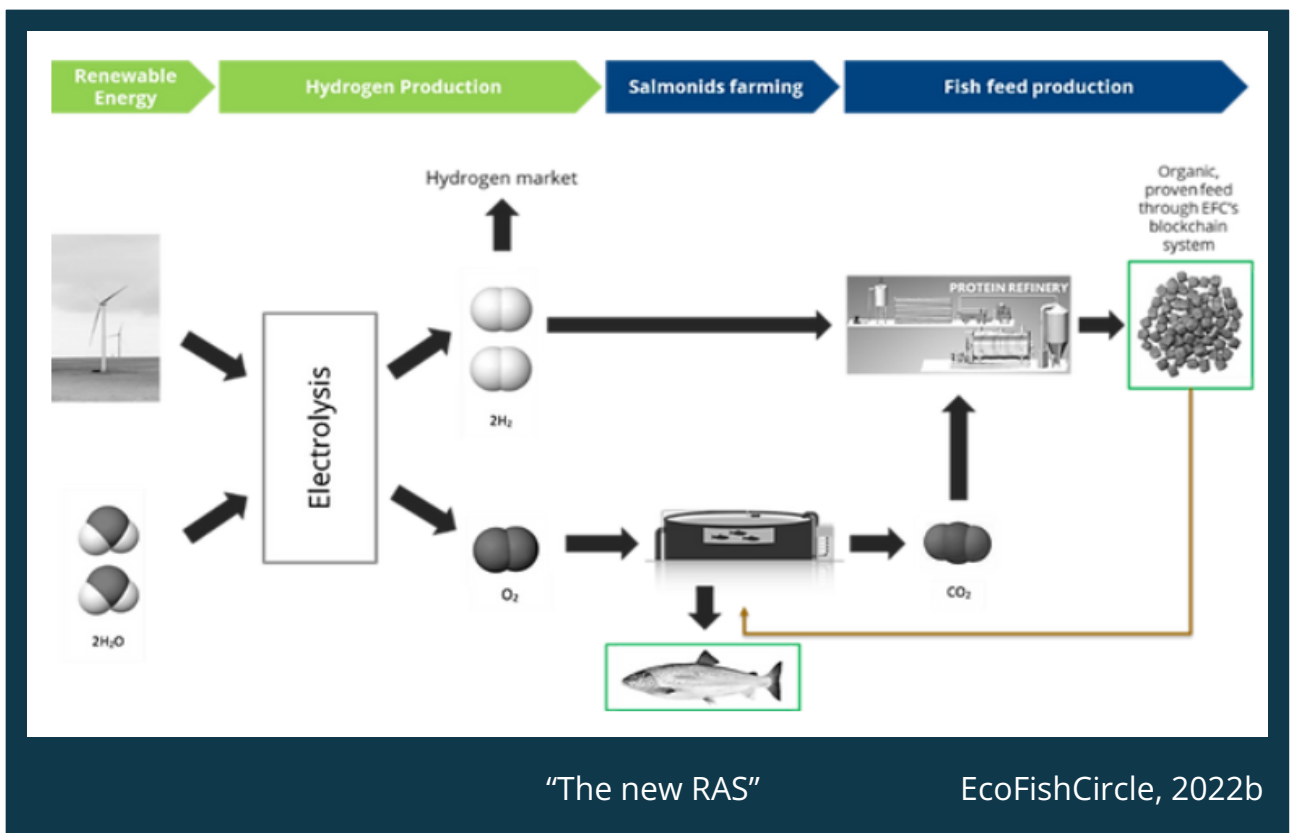 Renewable
Energy
Hydrogen Production
Salmonids farming
Fish feed production
Hydrogen market
Organic,
proven feed
through EFC's
blockchain
system
PROTEIN REFINERY
Electrolysis
2H₂
2H₂O
O₂
CO₂
“The new RAS”
EcoFishCircle, 2022b